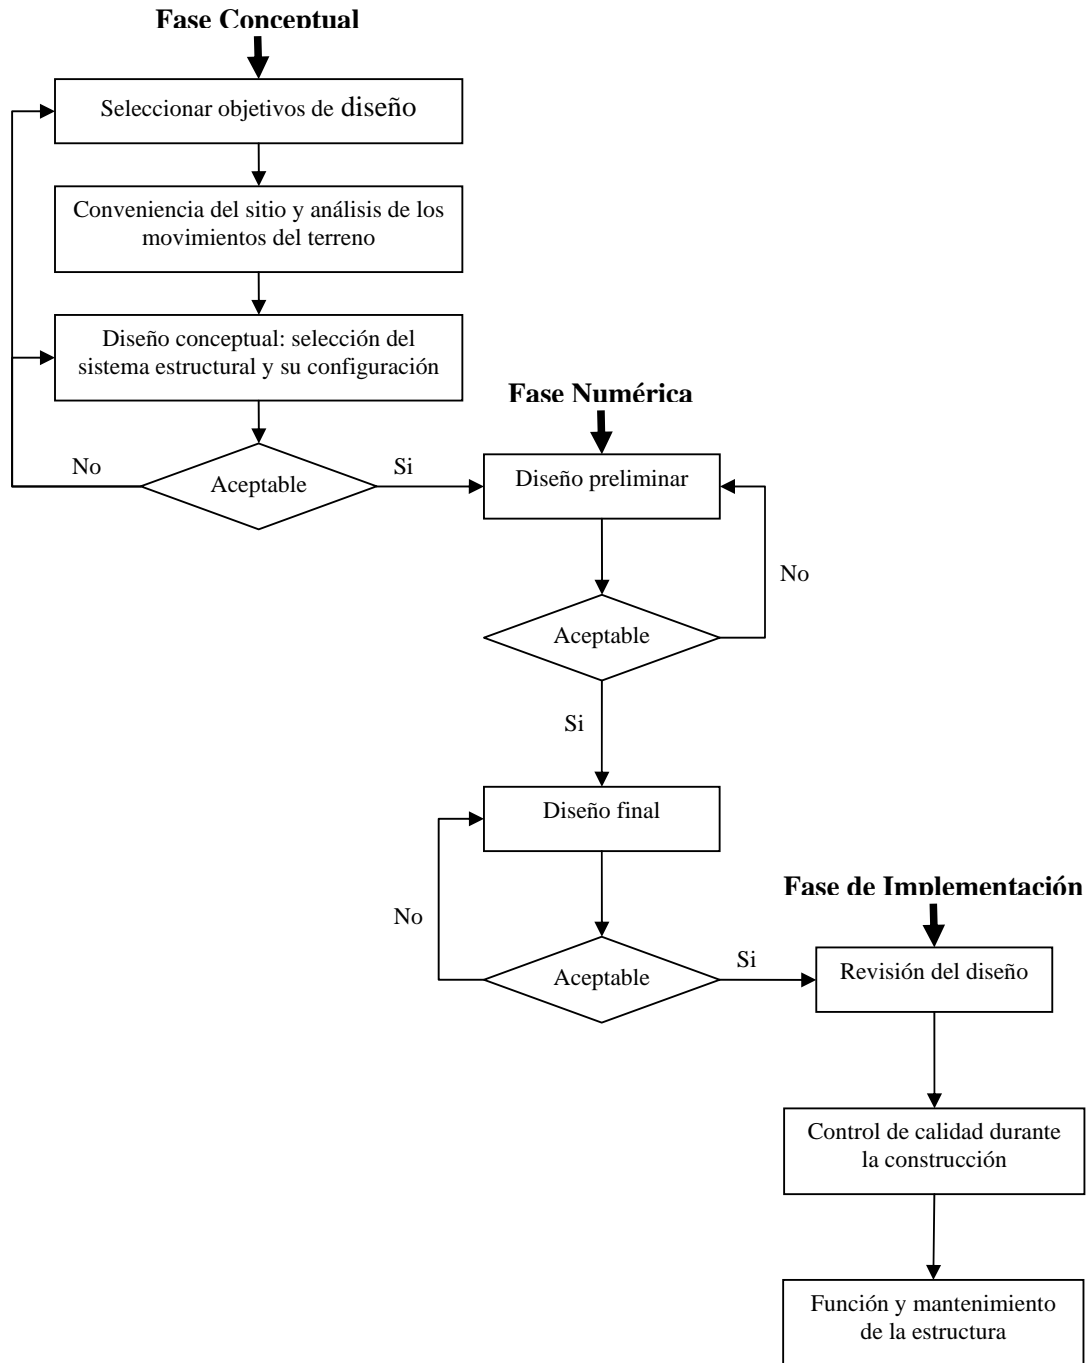 Fase Conceptual
Seleccionar objetivos de diseño
Conveniencia del sitio y análisis de los
movimientos del terreno
Diseño conceptual: selección del
sistema estructural y su configuración
No
Aceptable
Si
Fase Numérica
Diseño preliminar
No
Aceptable
Si
Diseño final
No
Aceptable
Si
Fase de Implementación
Revisión del diseño
Control de calidad durante
la construcción
Función y mantenimiento
de la estructura